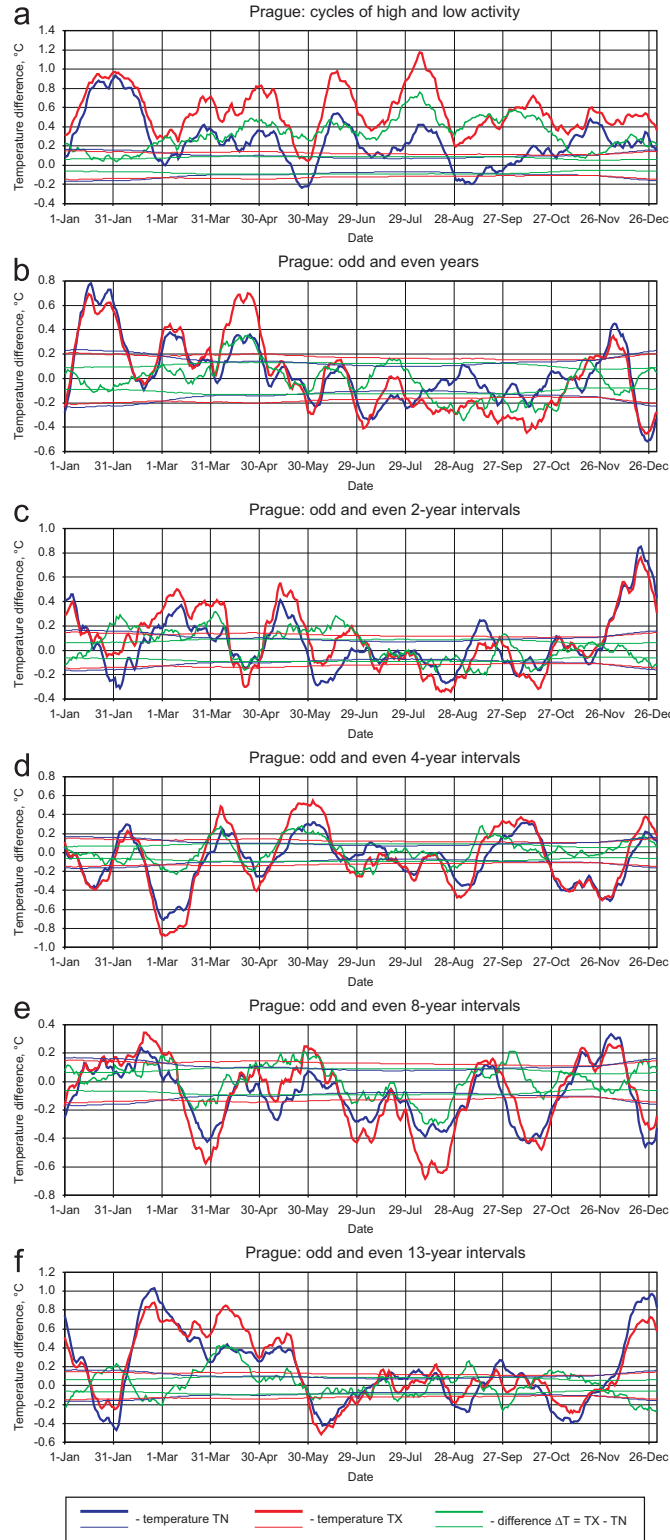 a
Prague: cycles of high and low activity
Temperature difference, °C
1.4
1.2
1.0
0.8
0.6
0.4
0.2
0.0
-0.2
-0.4
1-Jan 31-Jan 1-Mar 31-Mar 30-Apr 30-May 29-Jun 29-Jul 28-Aug 27-Sep 27-Oct 26-Nov 26-Dec
Date
b
Prague: odd and even years
Temperature difference, °C
0.8
0.6
0.4
0.2
0.0
-0.2
-0.4
-0.6
1-Jan 31-Jan 1-Mar 31-Mar 30-Apr 30-May 29-Jun 29-Jul 28-Aug 27-Sep 27-Oct 26-Nov 26-Dec
Date
c
Prague: odd and even 2-year intervals
Temperature difference, °C
1.0
0.8
0.6
0.4
0.2
0.0
-0.2
-0.4
1-Jan 31-Jan 1-Mar 31-Mar 30-Apr 30-May 29-Jun 29-Jul 28-Aug 27-Sep 27-Oct 26-Nov 26-Dec
Date
d
Prague: odd and even 4-year intervals
Temperature difference, °C
0.8
0.6
0.4
0.2
0.0
-0.2
-0.4
-0.6
-0.8
-1.0
1-Jan 31-Jan 1-Mar 31-Mar 30-Apr 30-May 29-Jun 29-Jul 28-Aug 27-Sep 27-Oct 26-Nov 26-Dec
Date
e
Prague: odd and even 8-year intervals
Temperature difference, °C
0.4
0.2
0.0
-0.2
-0.4
-0.6
-0.8
1-Jan 31-Jan 1-Mar 31-Mar 30-Apr 30-May 29-Jun 29-Jul 28-Aug 27-Sep 27-Oct 26-Nov 26-Dec
Date
f
Prague: odd and even 13-year intervals
Temperature difference, °C
1.2
1.0
0.8
0.6
0.4
0.2
0.0
-0.2
-0.4
-0.6
1-Jan 31-Jan 1-Mar 31-Mar 30-Apr 30-May 29-Jun 29-Jul 28-Aug 27-Sep 27-Oct 26-Nov 26-Dec
Date
- temperature TN - temperature TX - difference ΔT = TX - TN